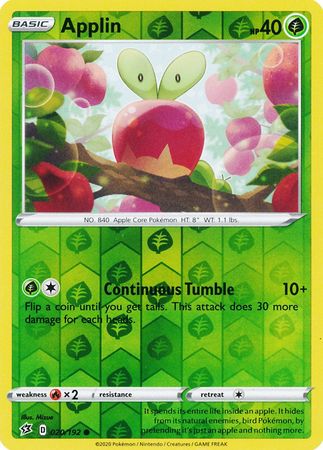 BASIC
Applin
HP40
NO. 840 Apple Core Pokémon HT: 8" WT: 1.1 lbs.
Continuous Tumble 10+
Flip a coin until you get tails. This attack does 30 more
damage for each heads.
weakness ×2 resistance retreat
Illus. Misue
D 020/192 ●
It spends its entire life inside an apple. It hides
from its natural enemies, bird Pokémon, by
pretending it's just an apple and nothing more.
©2020 Pokémon / Nintendo / Creatures / GAME FREAK